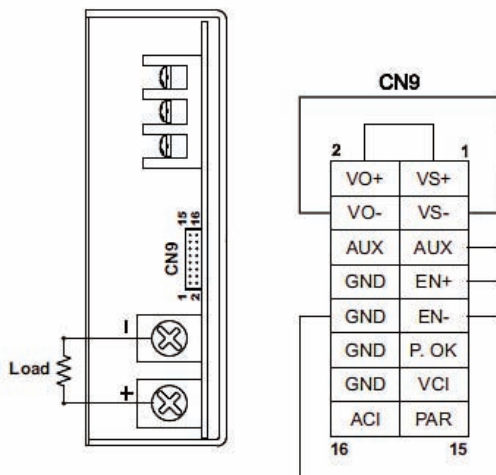 CN9
2 1
VO+ VS+
VO- VS-
AUX AUX
GND EN+
GND EN-
GND P. OK
GND VCI
ACI PAR
16 15
15 16
CN9
1 2
Load
-
+